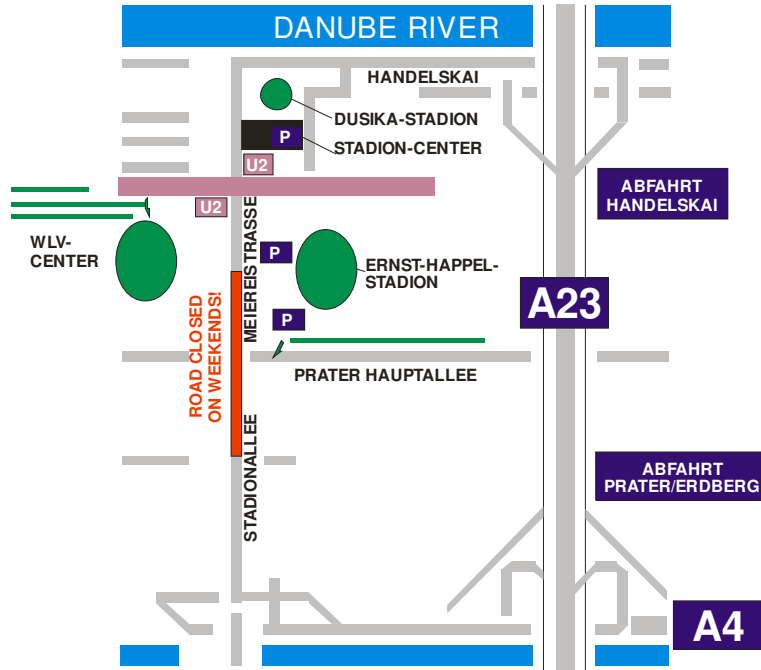 DANUBE RIVER
HANDELSKAI
DUSIKA-STADION
P
STADION-CENTER
U2
ABFAHRT
HANDELSKAI
U2
WLV-
CENTER
MEIEREISTRASSE
P
ERNST-HAPPEL-
STADION
A23
P
ROAD CLOSED
ON WEEKENDS!
PRATER HAUPTALLEE
STADIONALLEE
ABFAHRT
PRATER/ERDBERG
A4